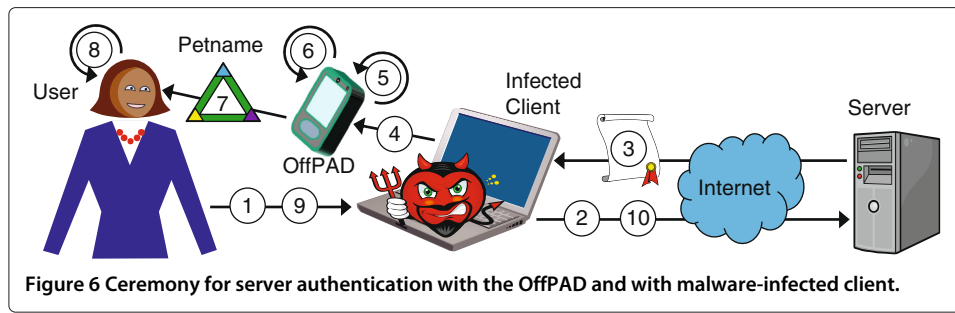 8
Petname
6
5
User
7
Infected
Client
Server
4
3
OffPAD
Internet
1
9
2
10
Figure 6 Ceremony for server authentication with the OffPAD and with malware-infected client.